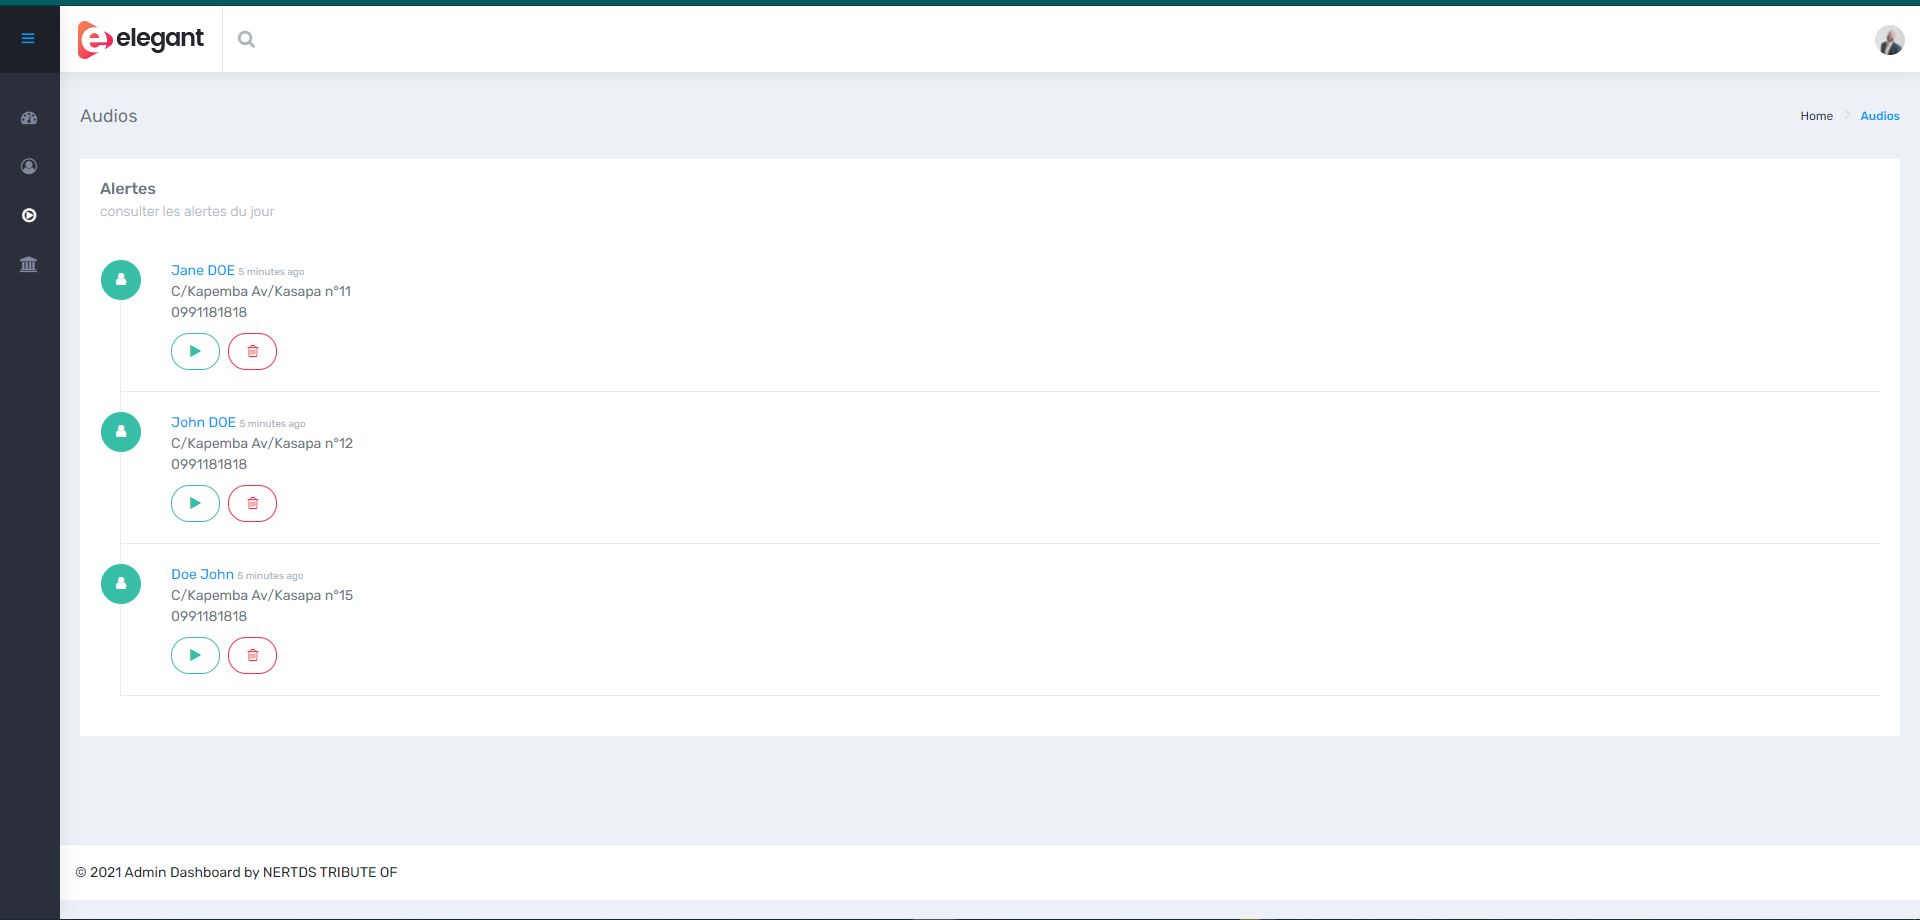 elegant
Audios
Home Audios
Alertes
consulter les alertes du jour
Jane DOE 5 minutes ago
C/Kapemba Av/Kasapa n°11
0991181818
John DOE 5 minutes ago
C/Kapemba Av/Kasapa n°12
0991181818
Doe John 5 minutes ago
C/Kapemba Av/Kasapa n°15
0991181818
© 2021 Admin Dashboard by NERTDS TRIBUTE OF